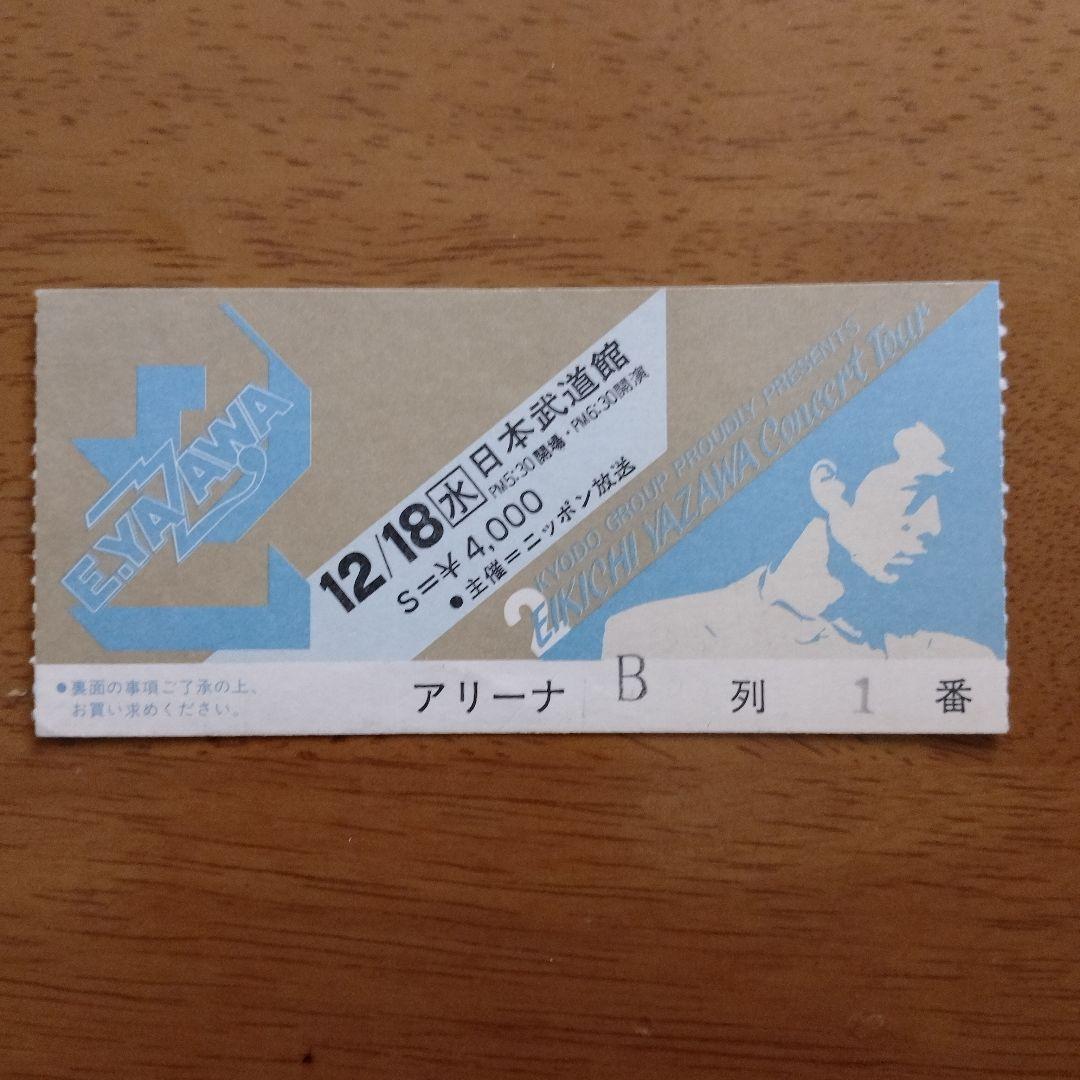 E.YAZAWA
12/18 水 日本武道館
PM5:30開場・PM6:30開演
S=¥4,000
●主催=ニッポン放送
KYODO GROUP PROUDLY PRESENTS
EIKICHI YAZAWA Concert Tour
2
●裏面の事項ご了承の上、
お買い求めください。
アリーナ B 列 1 番